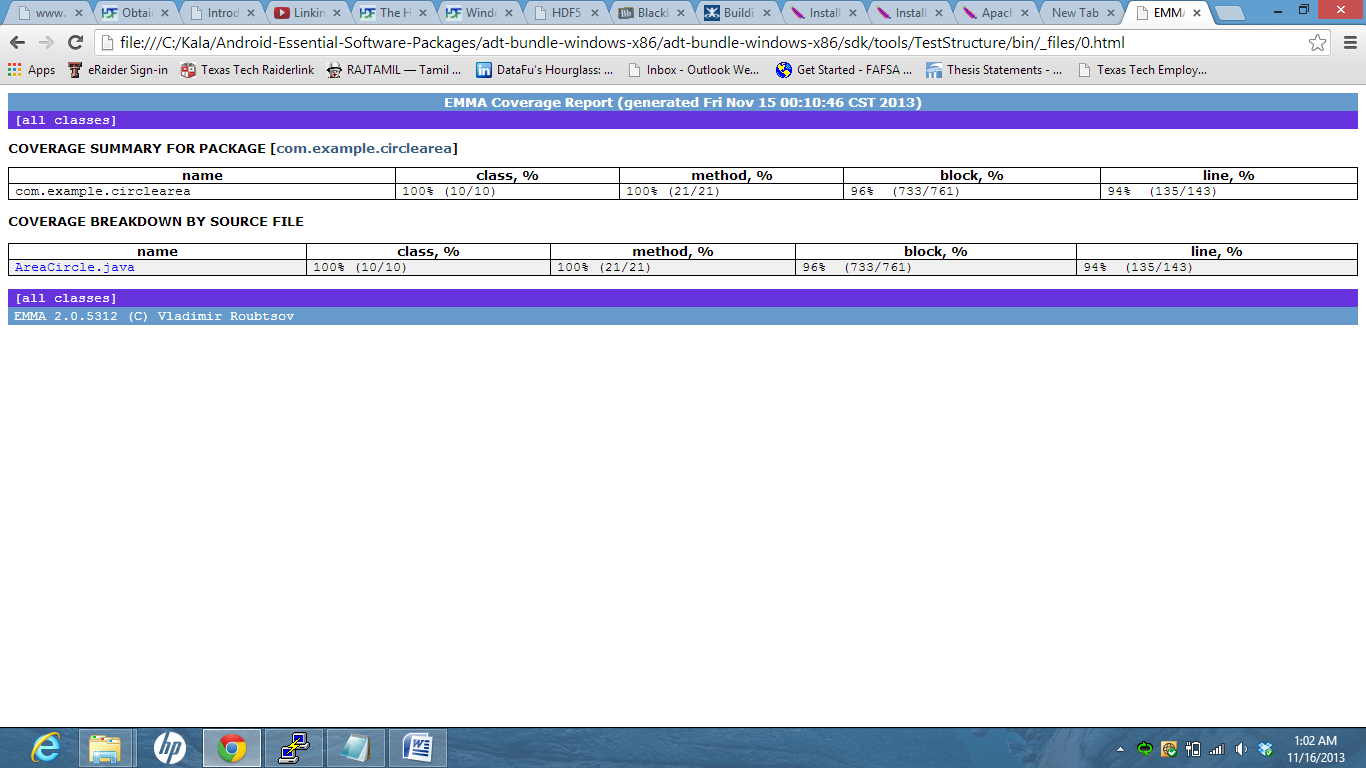 www. Obtai Introd Linkin The H Wind HDF5 Blackl Buildi Install Install Apach New Tab EMMA
file:///C:/Kala/Android-Essential-Software-Packages/adt-bundle-windows-x86/adt-bundle-windows-x86/sdk/tools/TestStructure/bin/_files/0.html
Apps eRaider Sign-in Texas Tech Raiderlink RAJTAMIL — Tamil ... DataFu's Hourglass: ... Inbox - Outlook We... Get Started - FAFSA ... Thesis Statements - ... Texas Tech Employ...
EMMA Coverage Report (generated Fri Nov 15 00:10:46 CST 2013)
[all classes]
COVERAGE SUMMARY FOR PACKAGE [com.example.circlearea]
name class, % method, % block, % line, %
com.example.circlearea 100% (10/10) 100% (21/21) 96% (733/761) 94% (135/143)
COVERAGE BREAKDOWN BY SOURCE FILE
name class, % method, % block, % line, %
AreaCircle.java 100% (10/10) 100% (21/21) 96% (733/761) 94% (135/143)
[all classes]
EMMA 2.0.5312 (C) Vladimir Roubtsov
1:02 AM
11/16/2013